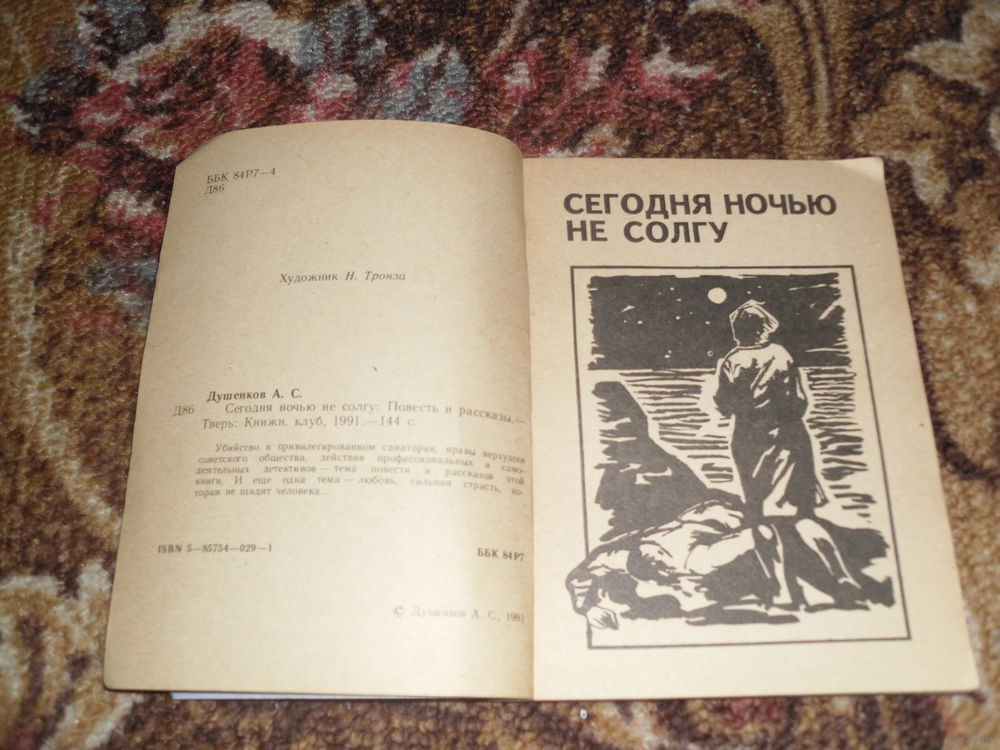 ББК 84Р7—4
Д86
Художник Н. Тронза
Душенков А. С.
Д86 Сегодня ночью не солгу: Повесть и рассказы.—
Тверь: Книжн. клуб, 1991.—144 с.
Убийство в привилегированном санатории, нравы верхушки
советского общества, действия профессиональных и само-
деятельных детективов — тема повести и рассказов этой
книги. И еще одна тема — любовь, сильная страсть, ко-
торая не щадит человека...
ISBN 5—85754—029—1 ББК 84Р7
© Душенков А. С., 1991
СЕГОДНЯ НОЧЬЮ
НЕ СОЛГУ